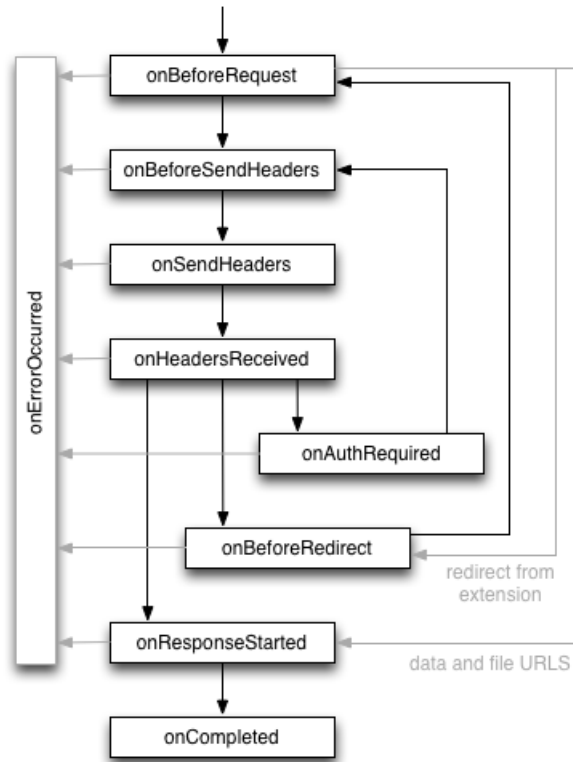 onBeforeRequest
onBeforeSendHeaders
onSendHeaders
onHeadersReceived
onErrorOccurred
onAuthRequired
onBeforeRedirect
redirect from
extension
onResponseStarted
data and file URLS
onCompleted